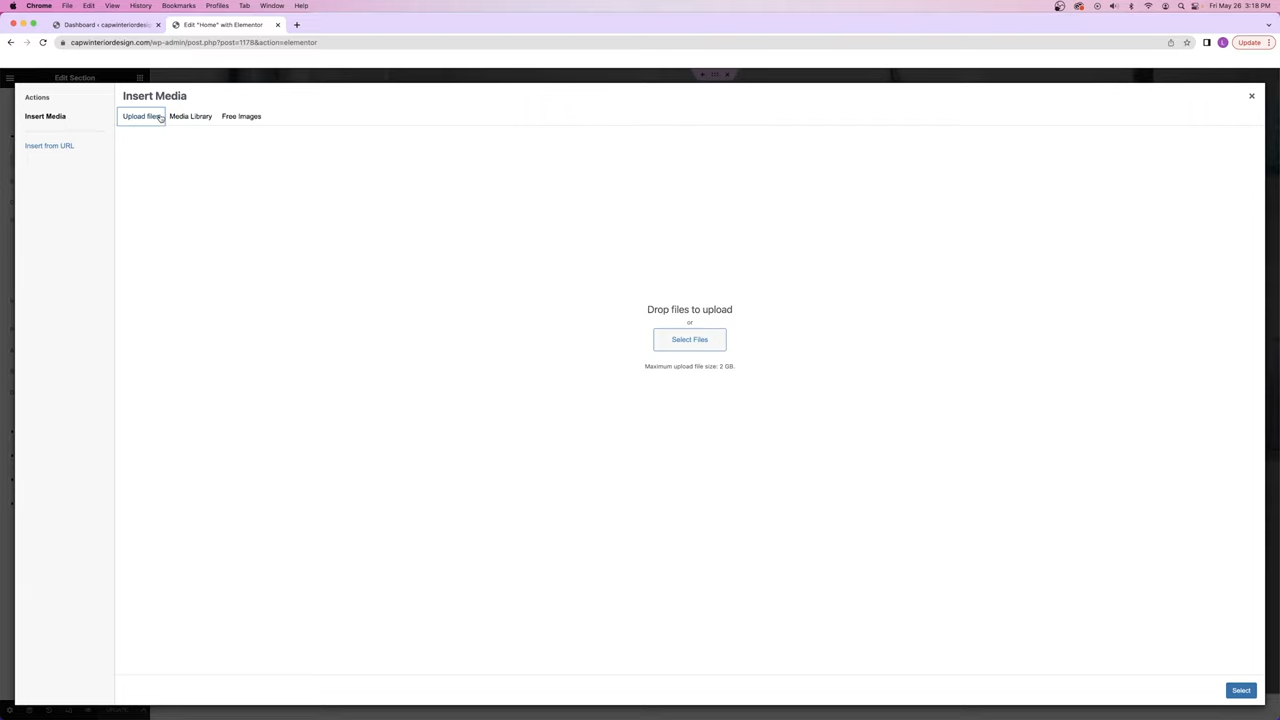 Chrome File Edit View History Bookmarks Profiles Tab Window Help Fri May 26 3:18 PM
Dashboard ‹ capwinteriordesig
Edit "Home" with Elementor
capwinteriordesign.com/wp-admin/post.php?post=1178&action=elementor
Update
Edit Section
Actions
Insert Media
Insert from URL
Insert Media
Upload files Media Library Free Images
Drop files to upload
or
Select Files
Maximum upload file size: 2 GB.
Select